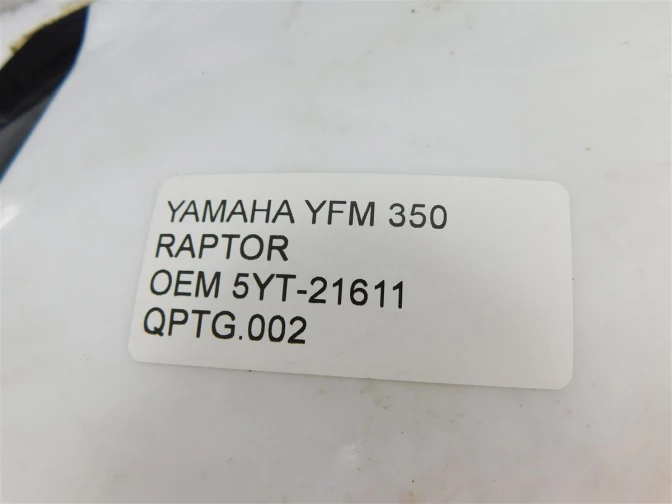 YAMAHA YFM 350
RAPTOR
OEM 5YT-21611
QPTG.002